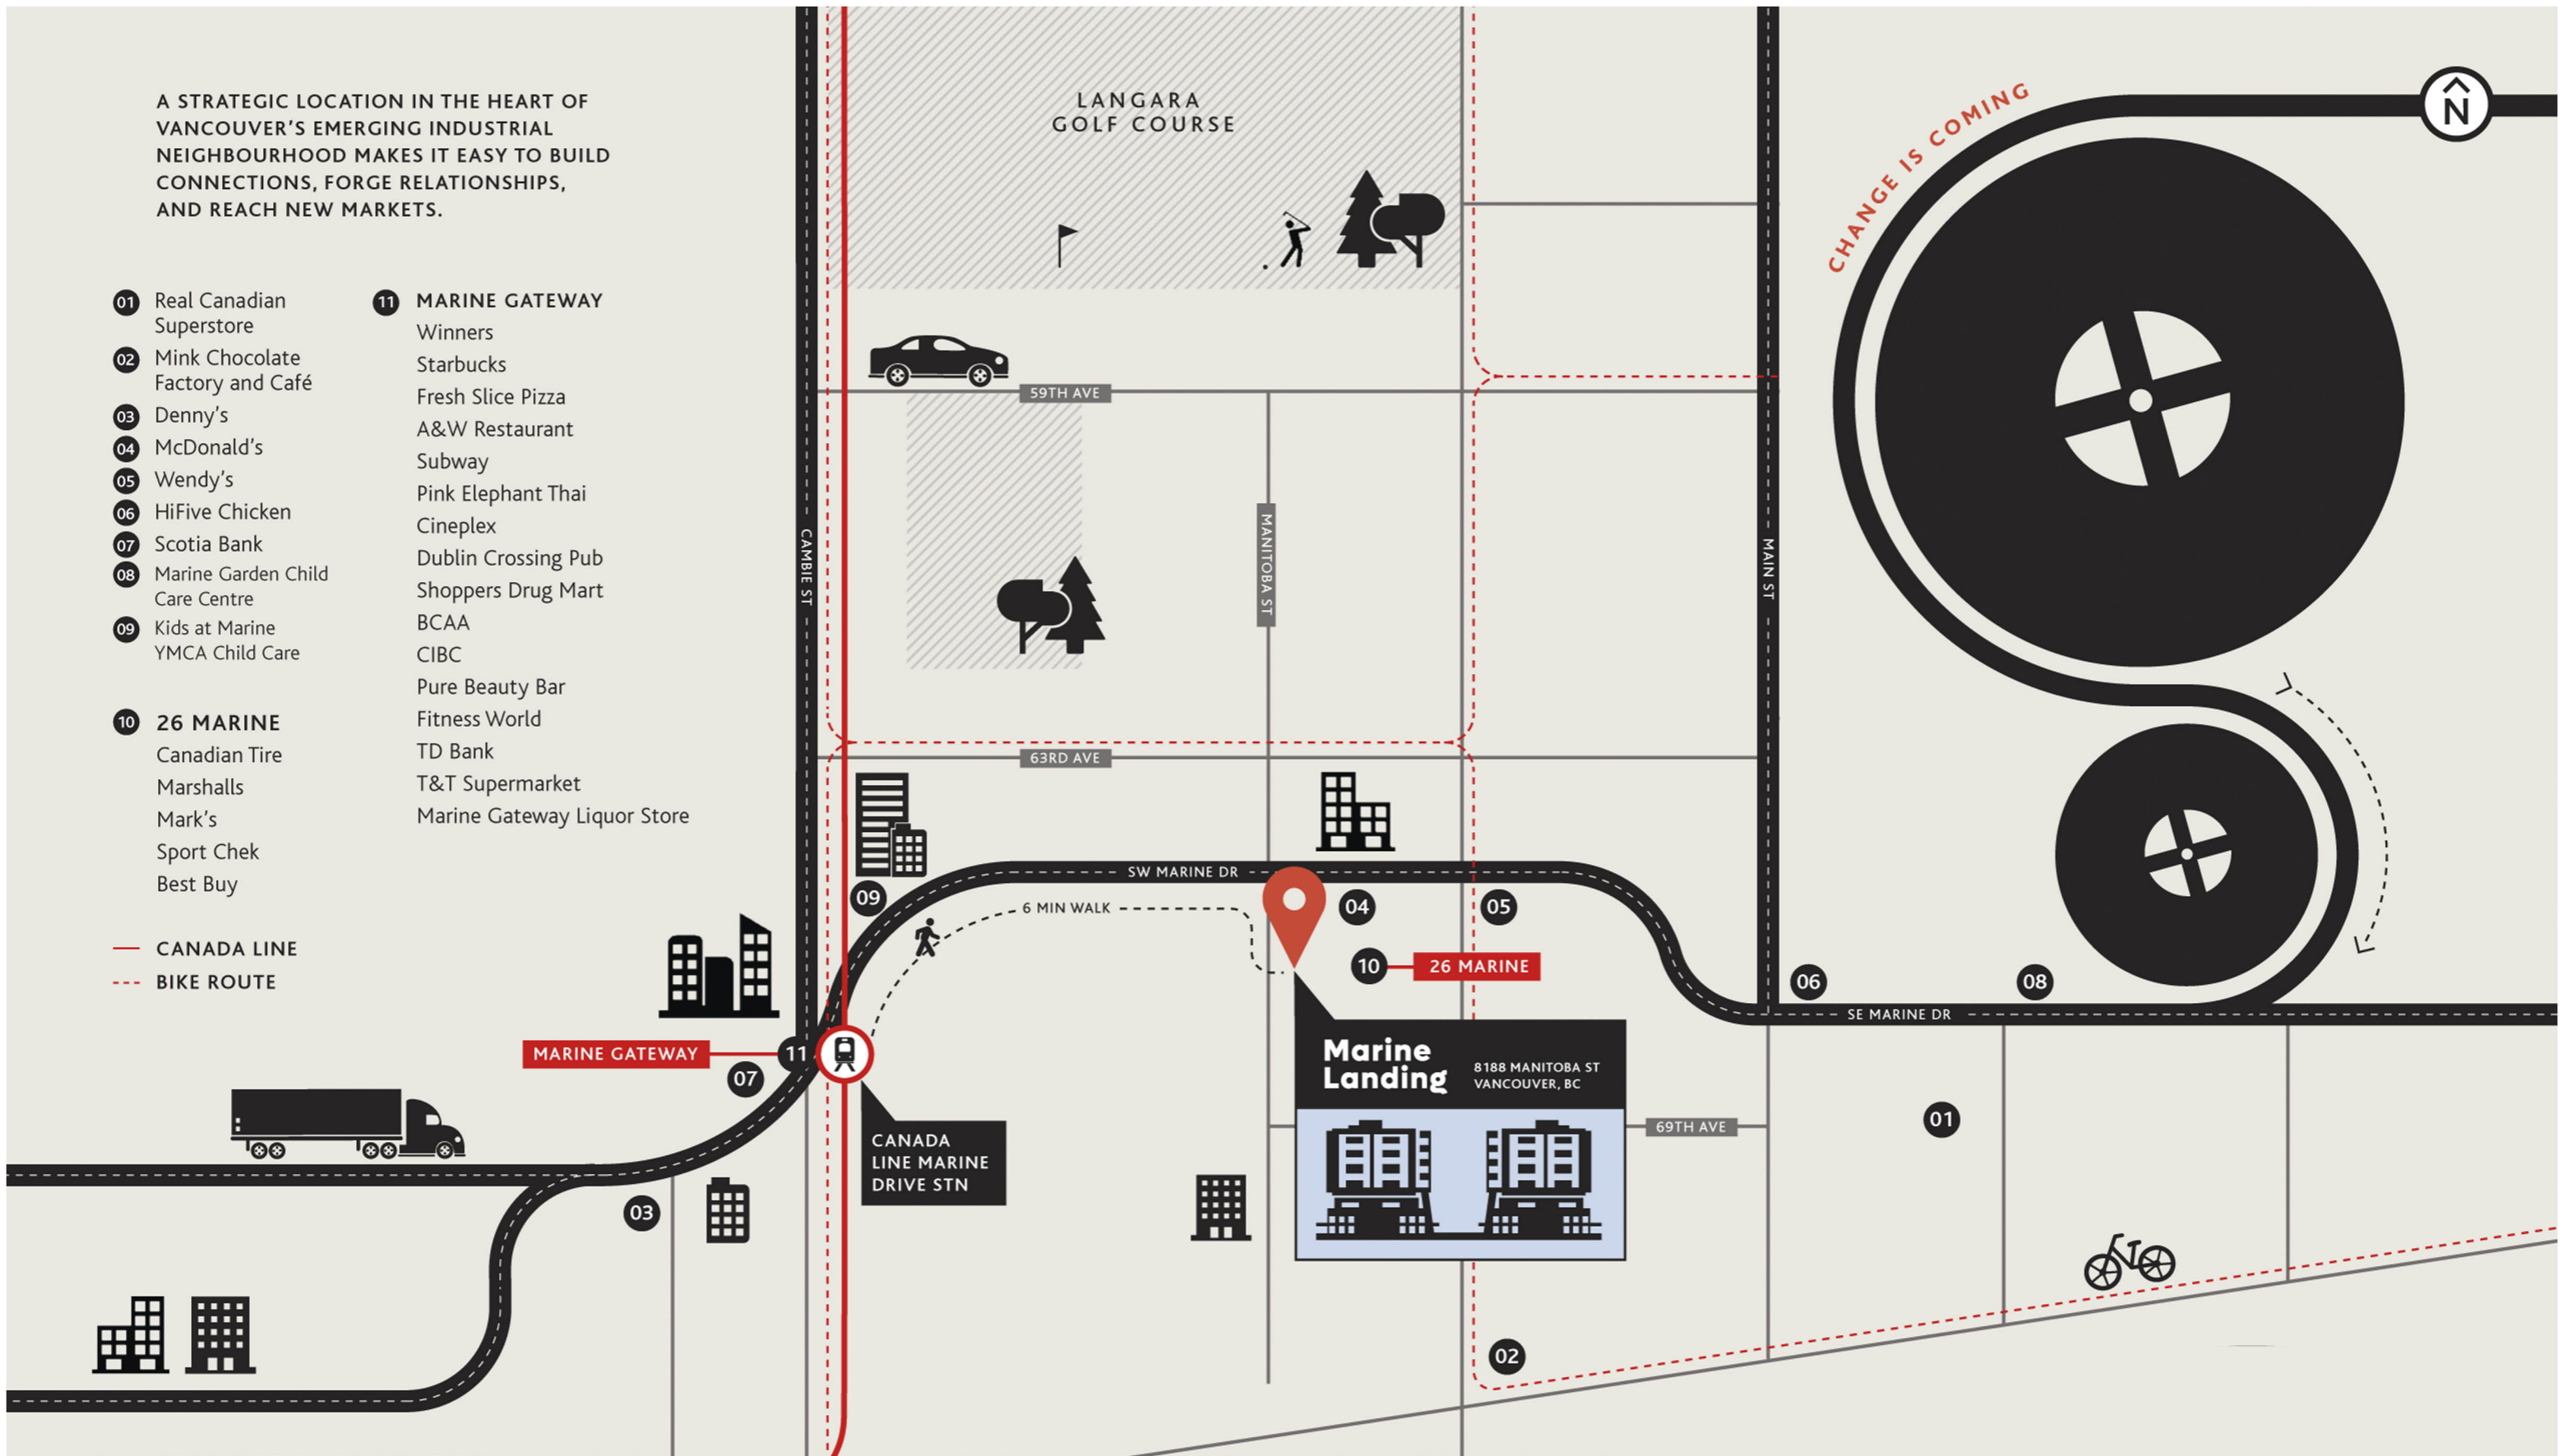 A STRATEGIC LOCATION IN THE HEART OF
VANCOUVER'S EMERGING INDUSTRIAL
NEIGHBOURHOOD MAKES IT EASY TO BUILD
CONNECTIONS, FORGE RELATIONSHIPS,
AND REACH NEW MARKETS.
01 Real Canadian
Superstore
02 Mink Chocolate
Factory and Café
03 Denny's
04 McDonald's
05 Wendy's
06 HiFive Chicken
07 Scotia Bank
08 Marine Garden Child
Care Centre
09 Kids at Marine
YMCA Child Care
10 26 MARINE
Canadian Tire
Marshalls
Mark's
Sport Chek
Best Buy
CANADA LINE
BIKE ROUTE
11 MARINE GATEWAY
Winners
Starbucks
Fresh Slice Pizza
A&W Restaurant
Subway
Pink Elephant Thai
Cineplex
Dublin Crossing Pub
Shoppers Drug Mart
BCAA
CIBC
Pure Beauty Bar
Fitness World
TD Bank
T&T Supermarket
Marine Gateway Liquor Store
LANGARA
GOLF COURSE
CHANGE IS COMING
N
59TH AVE
CAMBIE ST
MANITOBA ST
MAIN ST
63RD AVE
SW MARINE DR
09
6 MIN WALK
04
05
10
26 MARINE
06
08
SE MARINE DR
MARINE GATEWAY
11
07
Marine
Landing
8188 MANITOBA ST
VANCOUVER, BC
69TH AVE
01
CANADA
LINE MARINE
DRIVE STN
03
02